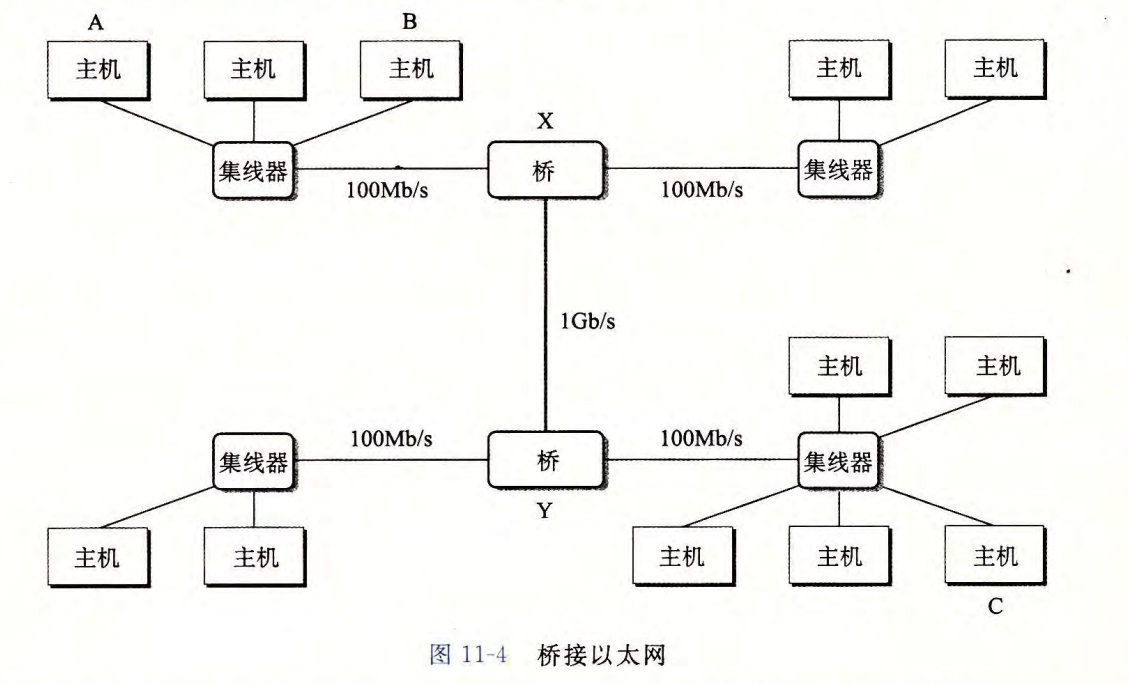 A B
主机 主机 主机 主机 主机
X
集线器 桥 集线器
100Mb/s 100Mb/s
1Gb/s
主机 主机
100Mb/s 100Mb/s
集线器 桥 集线器
Y
主机 主机 主机 主机 主机
C
图 11-4 桥接以太网